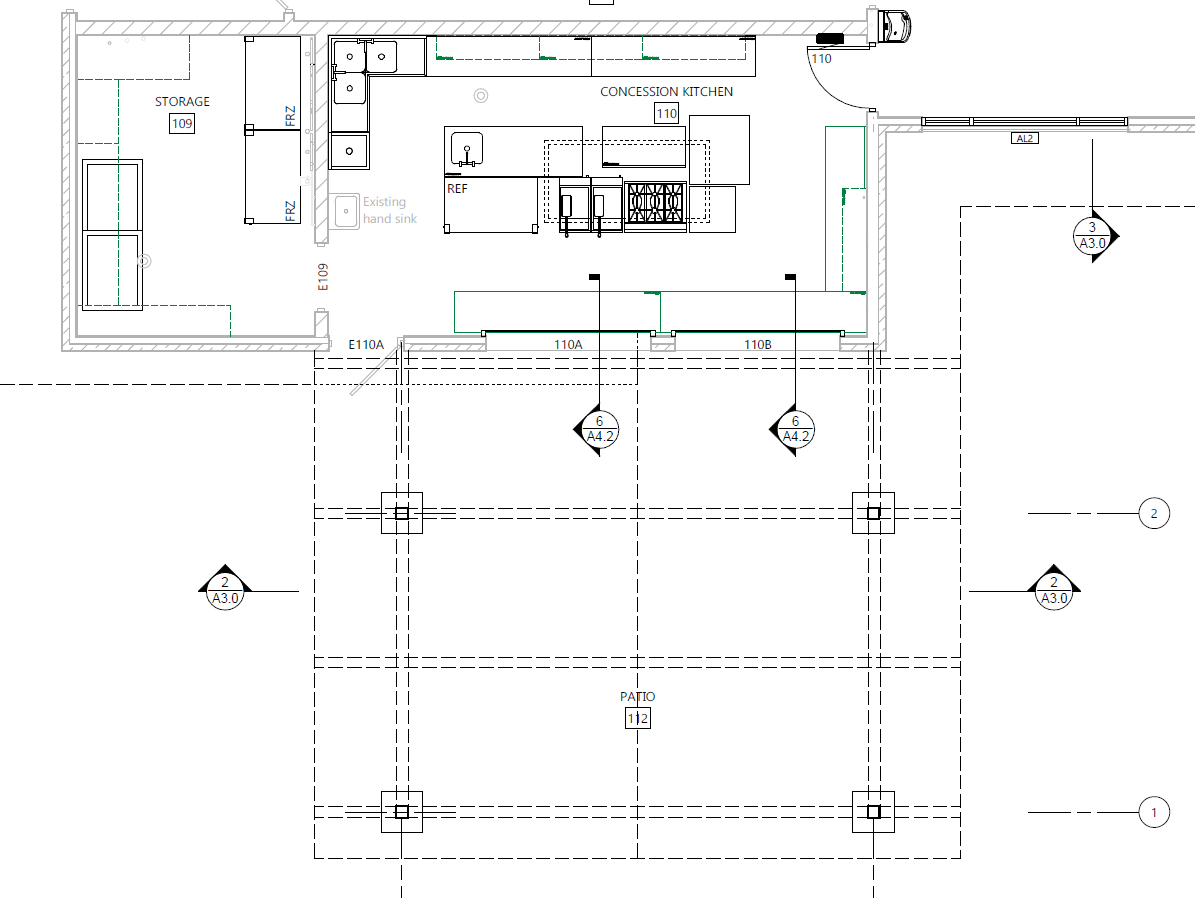 110
STORAGE
109
FRZ
CONCESSION KITCHEN
110
AL2
REF
FRZ
Existing
hand sink
3
A3.0
E109
E110A
110A
110B
6
A4.2
6
A4.2
2
2
A3.0
2
A3.0
PATIO
112
1